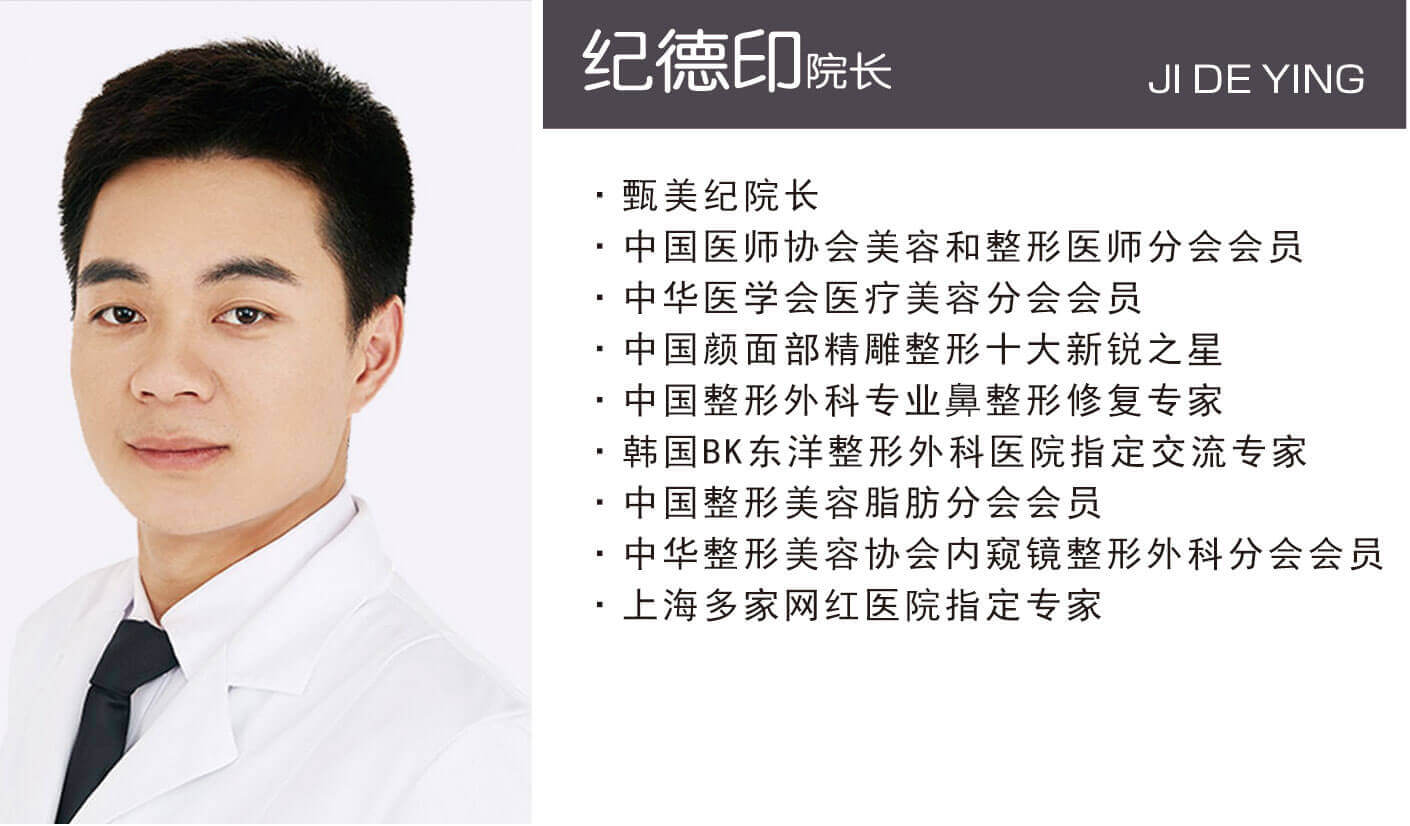 纪德印院长 JI DE YING
· 甄美纪院长
· 中国医师协会美容和整形医师分会会员
· 中华医学会医疗美容分会会员
· 中国颜面部精雕整形十大新锐之星
· 中国整形外科专业鼻整形修复专家
· 韩国BK东洋整形外科医院指定交流专家
· 中国整形美容脂肪分会会员
· 中华整形美容协会内窥镜整形外科分会会员
· 上海多家网红医院指定专家